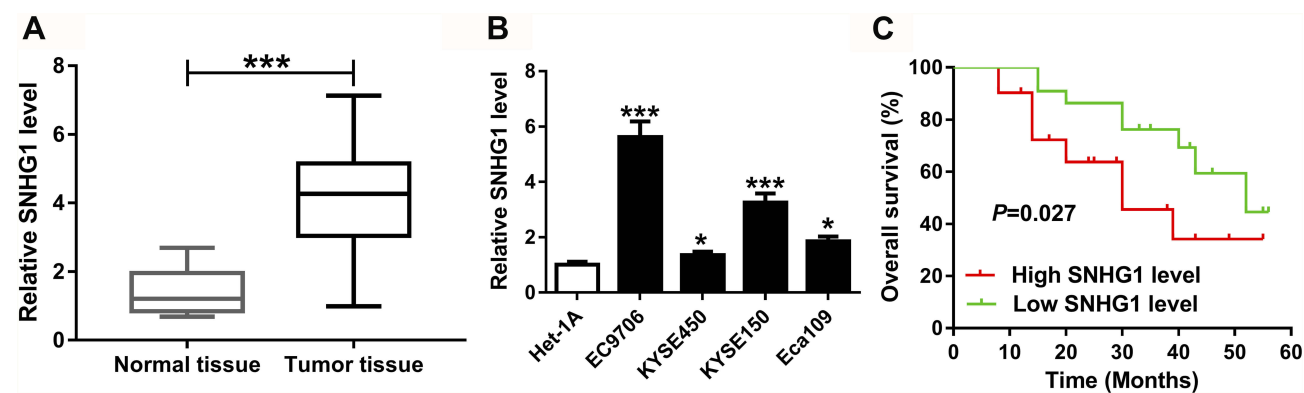 A
Relative SNHG1 level
8
6
4
2
0
***
Normal tissue
Tumor tissue
B
Relative SNHG1 level
8
6
4
2
0
***
*
***
*
Het-1A
EC9706
KYSE450
KYSE150
Eca109
C
Overall survival (%)
100
80
60
40
20
0
P=0.027
High SNHG1 level
Low SNHG1 level
0
10
20
30
40
50
60
Time (Months)